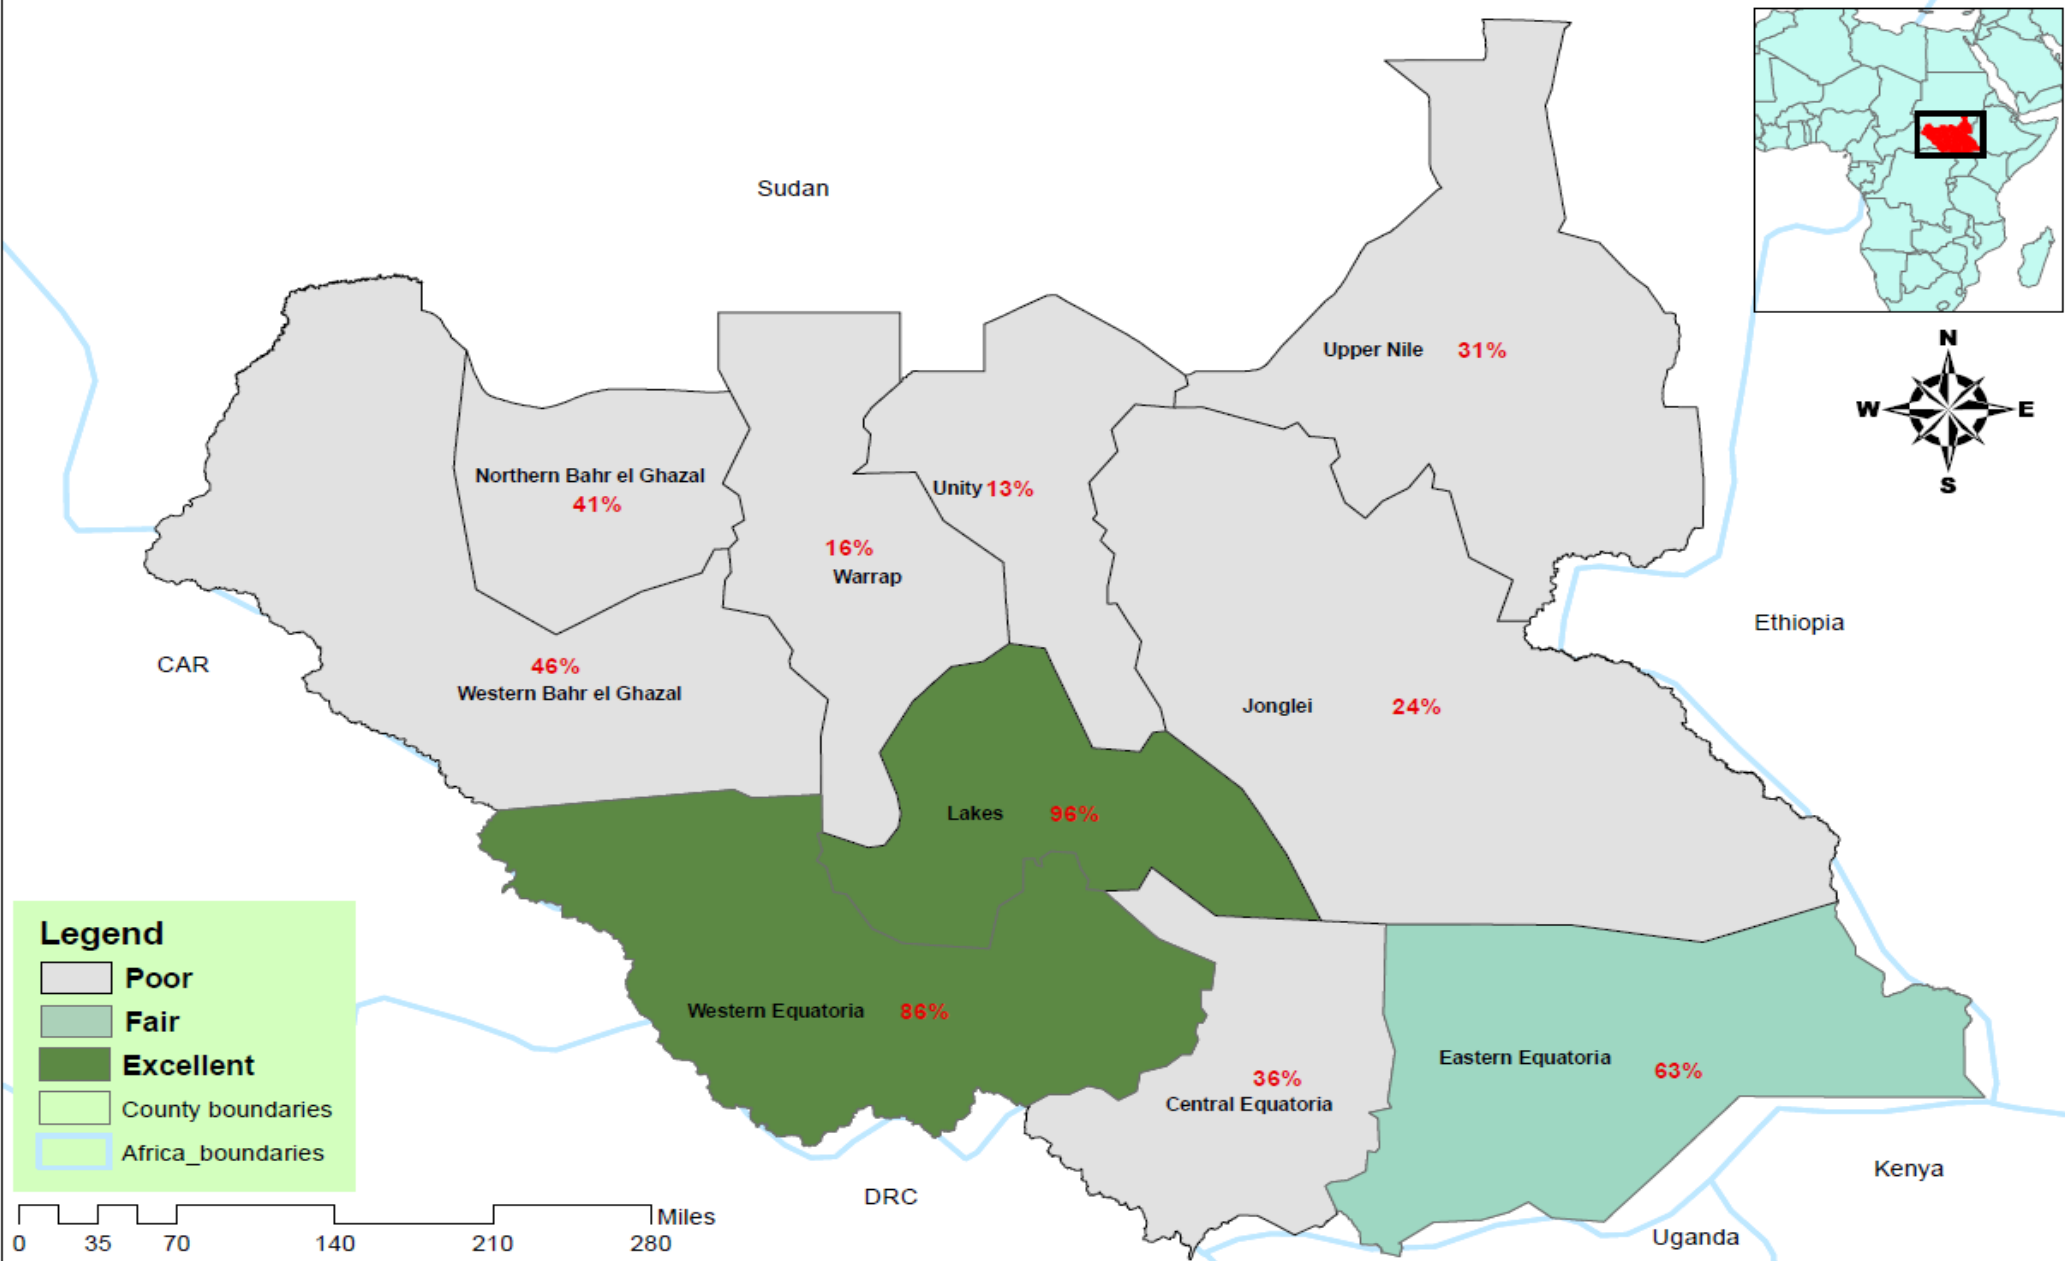 Sudan
N
W E
S
Upper Nile 31%
Northern Bahr el Ghazal
41%
Unity 13%
16%
Warrap
Ethiopia
CAR
46%
Western Bahr el Ghazal
Jonglei 24%
Lakes 96%
Legend
Poor
Fair
Excellent
County boundaries
Africa_boundaries
Western Equatoria 86%
Eastern Equatoria 63%
36%
Central Equatoria
Kenya
DRC
Uganda
Miles
0 35 70 140 210 280